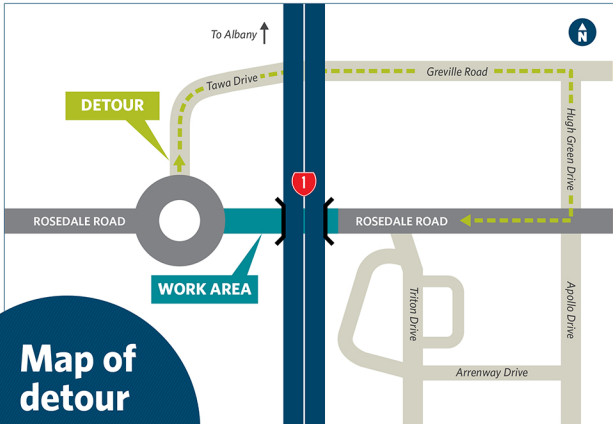 To Albany
N
Tawa Drive
Greville Road
DETOUR
Hugh Green Drive
1
ROSEDALE ROAD
ROSEDALE ROAD
WORK AREA
Triton Drive
Apollo Drive
Arrenway Drive
Map of
detour